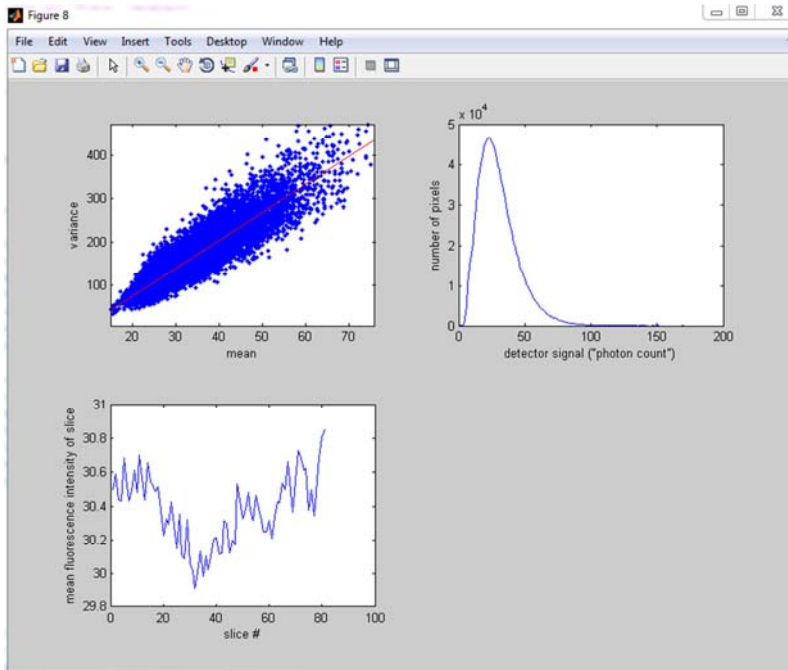 Figure 8
File Edit View Insert Tools Desktop Window Help
400
300
200
100
variance
20 30 40 50 60 70
mean
x 10^4
5
4
3
2
1
0
number of pixels
0 50 100 150 200
detector signal ("photon count")
31
30.8
30.6
30.4
30.2
30
29.8
mean fluorescence intensity of slice
0 20 40 60 80 100
slice #